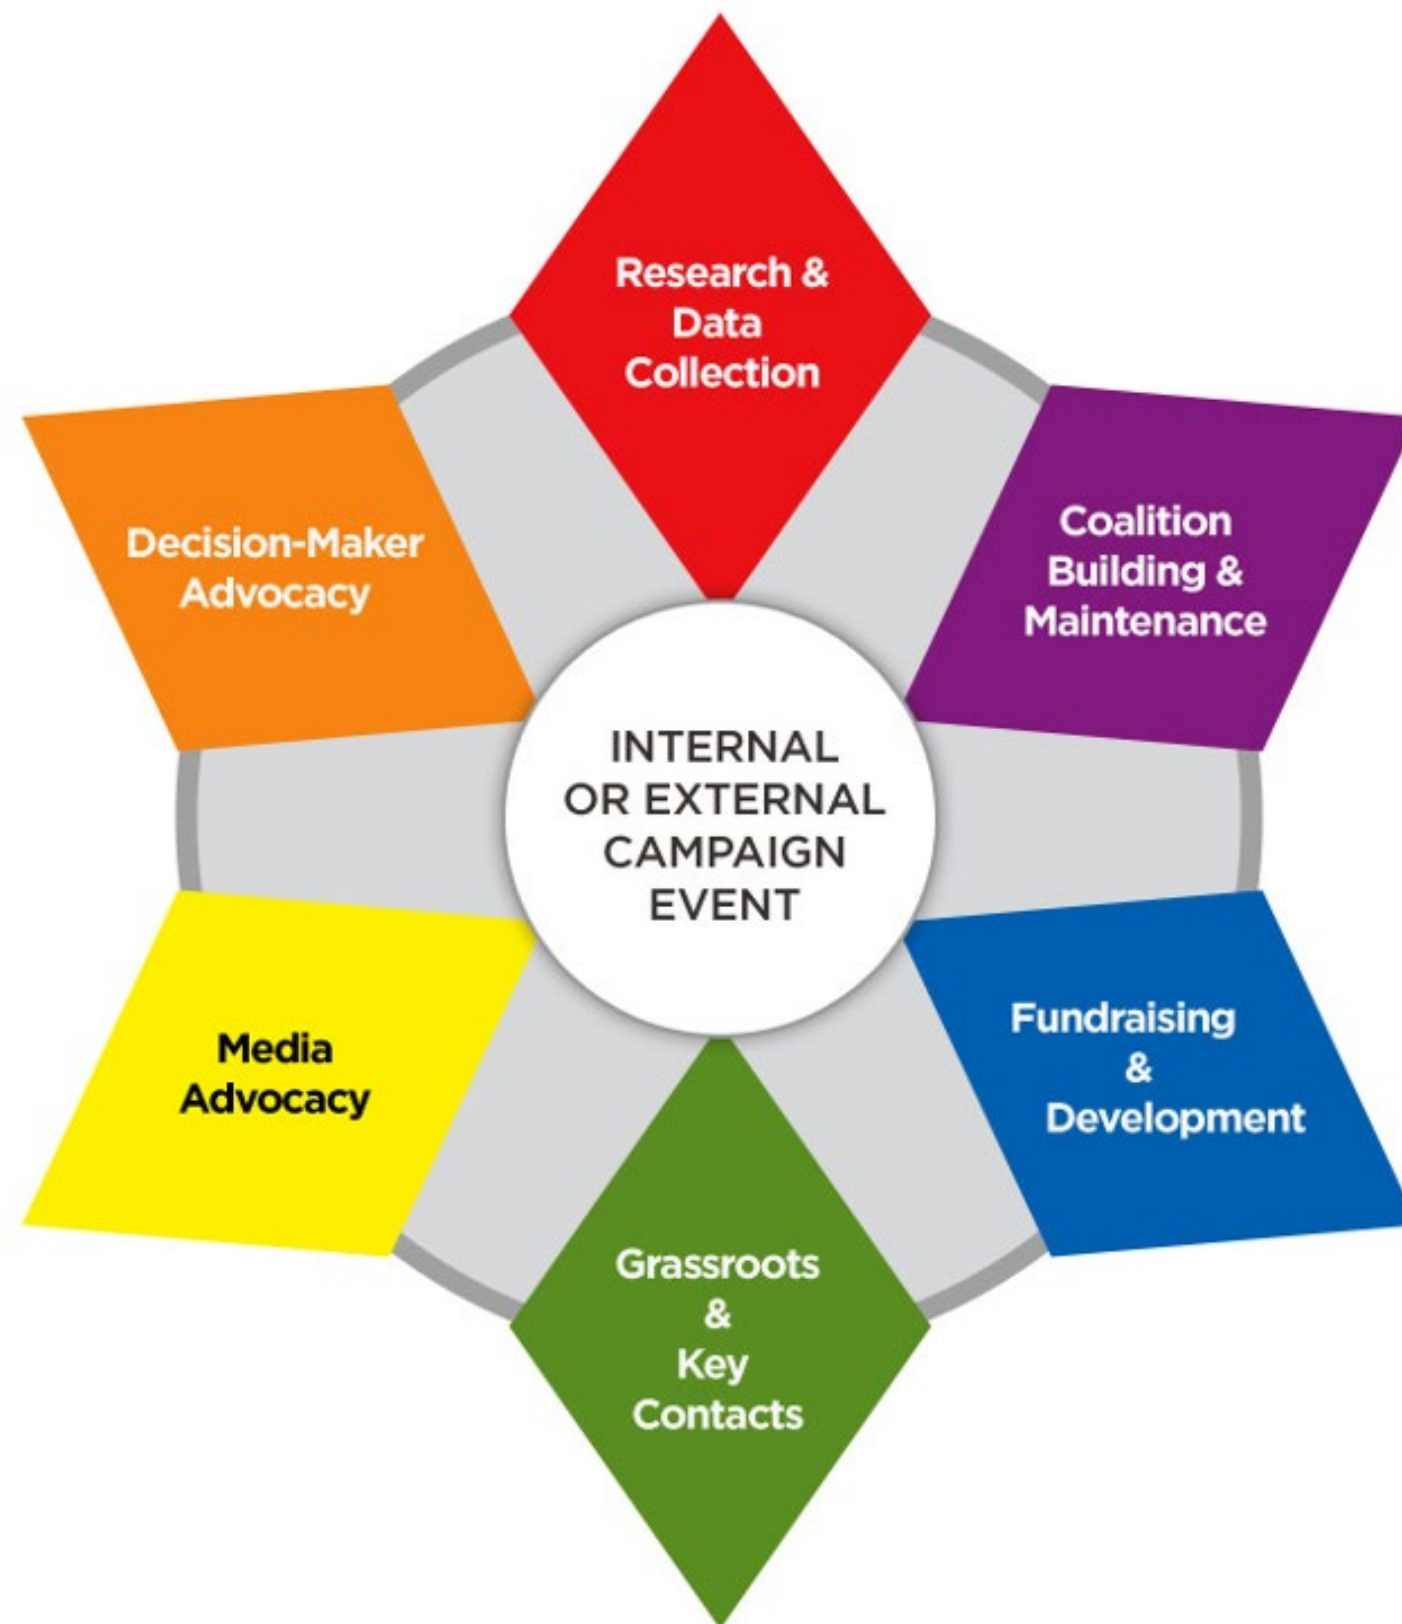 Research &
Data
Collection
Coalition
Building &
Maintenance
Fundraising
&
Development
Grassroots
&
Key
Contacts
Media
Advocacy
Decision-Maker
Advocacy
INTERNAL
OR EXTERNAL
CAMPAIGN
EVENT